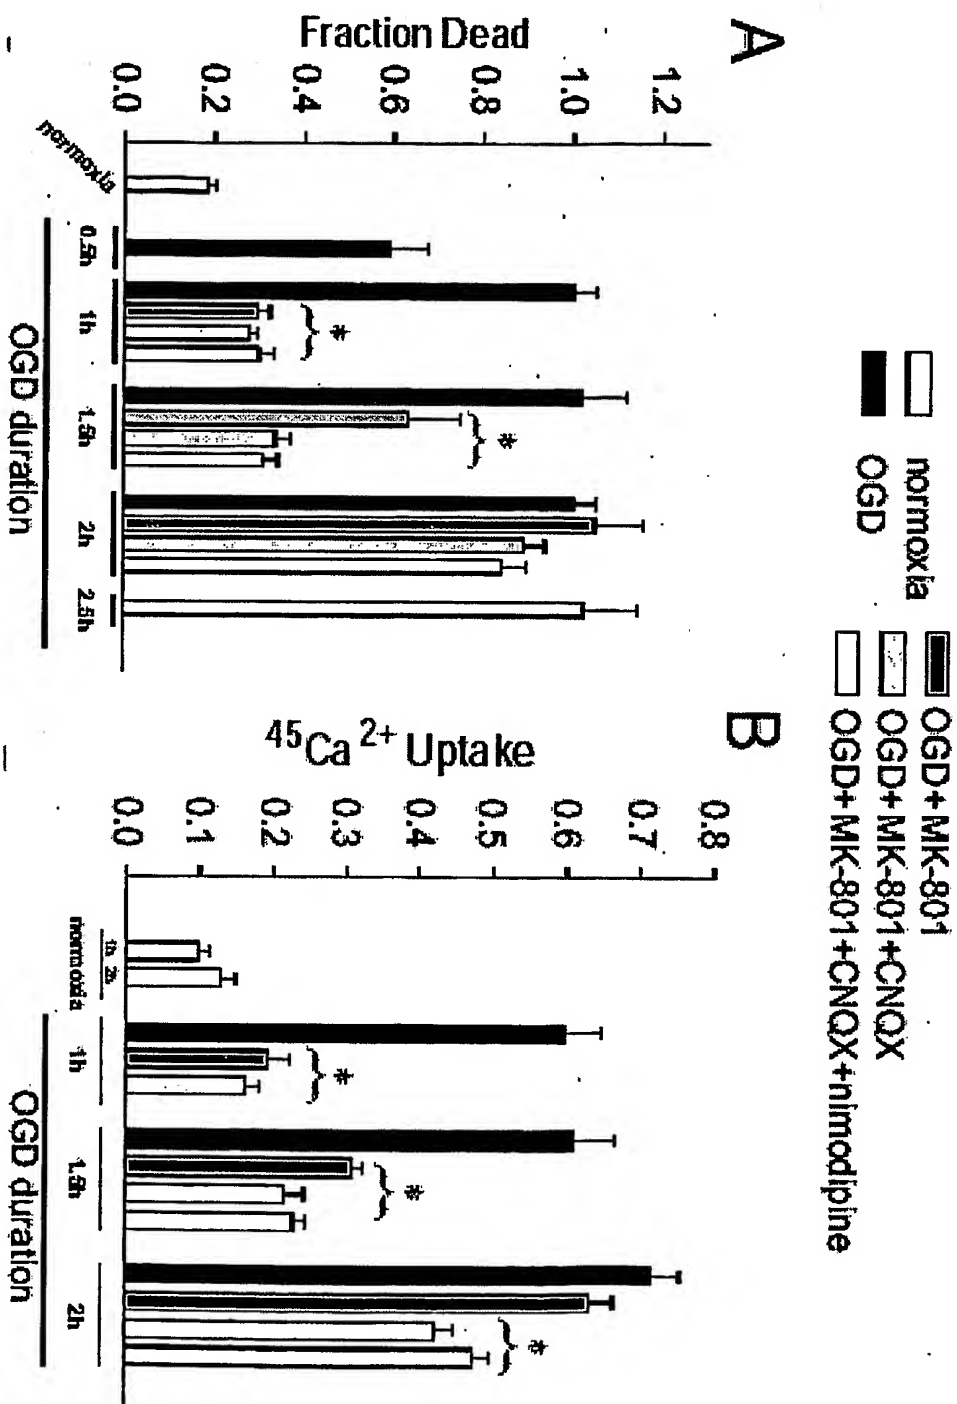 normoxia
OGD
OGD+MK-801
OGD+MK-801+CNQX
OGD+MK-801+CNQX+nimodipine
A
Fraction Dead
0.0
0.2
0.4
0.6
0.8
1.0
1.2
*
*
normoxia
0.5h
1h
1.5h
2h
2.5h
OGD duration
B
45Ca 2+ Uptake
0.0
0.1
0.2
0.3
0.4
0.5
0.6
0.7
0.8
*
*
*
1h 2h
normoxia
1h
1.5h
2h
OGD duration